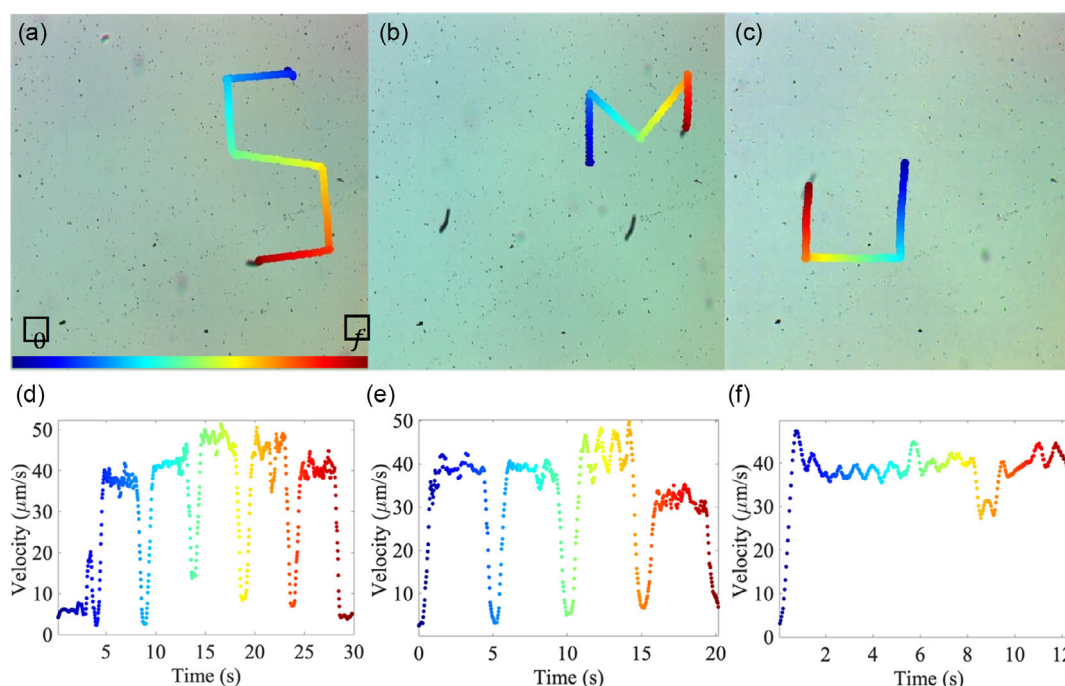 (a) (b) (c)
0 f
(d) (e) (f)
50 50 50
40 40 40
30 30 30
20 20 20
10 10 10
0 0 0
Velocity (μm/s) Velocity (μm/s) Velocity (μm/s)
5 10 15 20 25 30 0 5 10 15 20 2 4 6 8 10 12
Time (s) Time (s) Time (s)